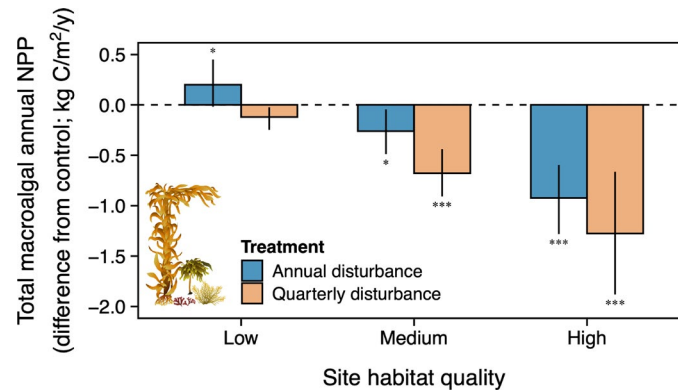 Total macroalgal annual NPP
(difference from control; kg C/m²/y)
0.5
0.0
−0.5
−1.0
−1.5
−2.0
*
*
***
***
***
Treatment
Annual disturbance
Quarterly disturbance
Low
Medium
High
Site habitat quality